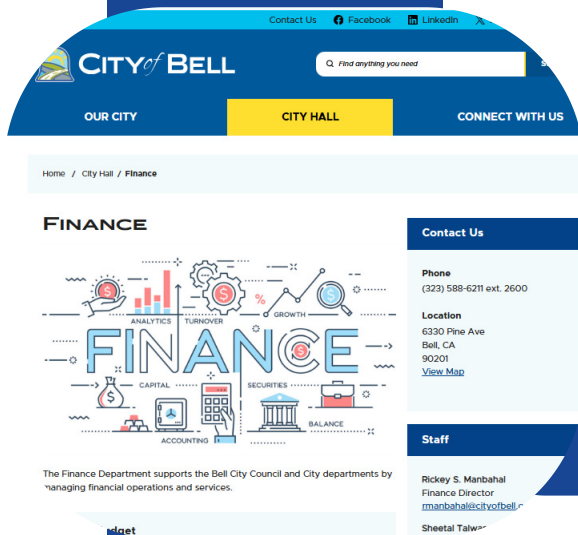 Contact Us Facebook LinkedIn
CITY of BELL
Find anything you need
OUR CITY CITY HALL CONNECT WITH US
Home / City Hall / Finance
FINANCE
ANALYTICS TURNOVER % GROWTH
FINANCE
CAPITAL SECURITIES
ACCOUNTING BALANCE
The Finance Department supports the Bell City Council and City departments by
managing financial operations and services.
Contact Us
Phone
(323) 588-6211 ext. 2600
Location
6330 Pine Ave
Bell, CA
90201
View Map
Staff
Rickey S. Manbahal
Finance Director
rmanbahal@cityofbell.
Sheetal